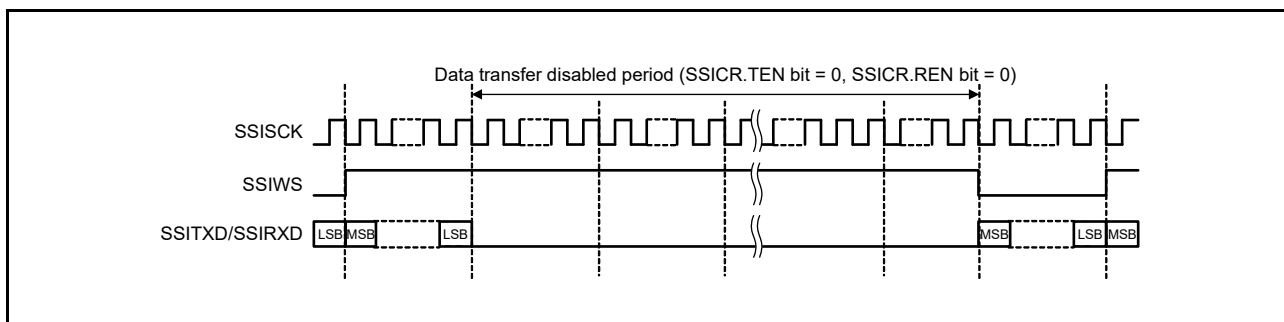 Data transfer disabled period (SSICR.TEN bit = 0, SSICR.REN bit = 0)
SSISCK
SSIWS
SSITXD/SSIRXD LSB MSB LSB MSB LSB MSB